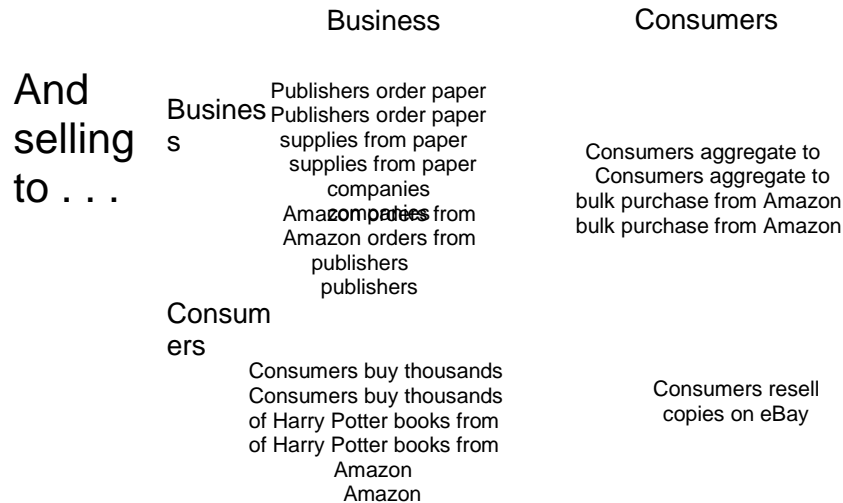 Business
Consumers
And
selling
to . . .
Busines
s
Publishers order paper
Publishers order paper
supplies from paper
supplies from paper
companies
companies
Amazon orders from
Amazon orders from
publishers
publishers
Consumers aggregate to
Consumers aggregate to
bulk purchase from Amazon
bulk purchase from Amazon
Consum
ers
Consumers buy thousands
Consumers buy thousands
of Harry Potter books from
of Harry Potter books from
Amazon
Amazon
Consumers resell
copies on eBay